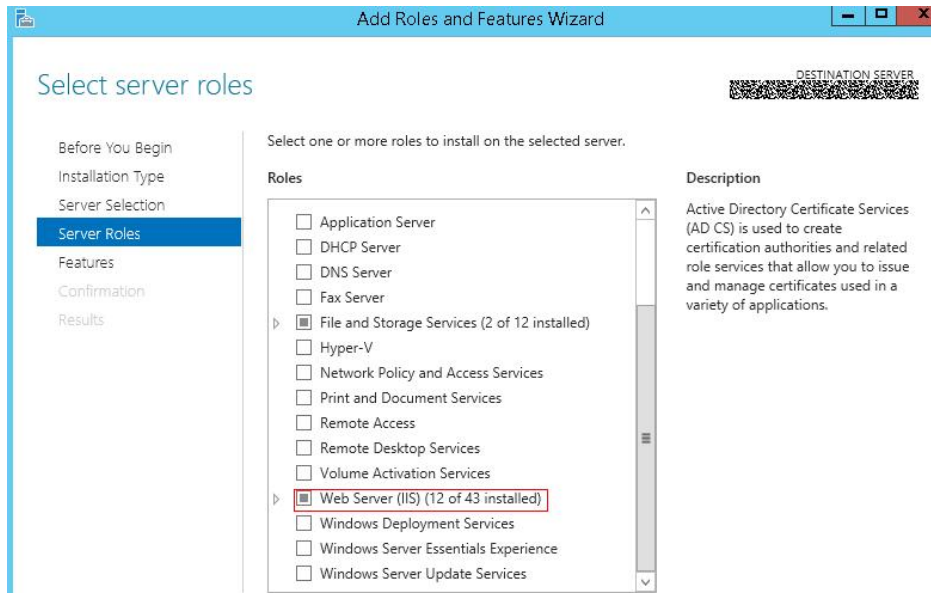 Add Roles and Features Wizard
Select server roles
DESTINATION SERVER
Before You Begin
Installation Type
Server Selection
Server Roles
Features
Confirmation
Results
Select one or more roles to install on the selected server.
Roles
Application Server
DHCP Server
DNS Server
Fax Server
File and Storage Services (2 of 12 installed)
Hyper-V
Network Policy and Access Services
Print and Document Services
Remote Access
Remote Desktop Services
Volume Activation Services
Web Server (IIS) (12 of 43 installed)
Windows Deployment Services
Windows Server Essentials Experience
Windows Server Update Services
Description
Active Directory Certificate Services
(AD CS) is used to create
certification authorities and related
role services that allow you to issue
and manage certificates used in a
variety of applications.